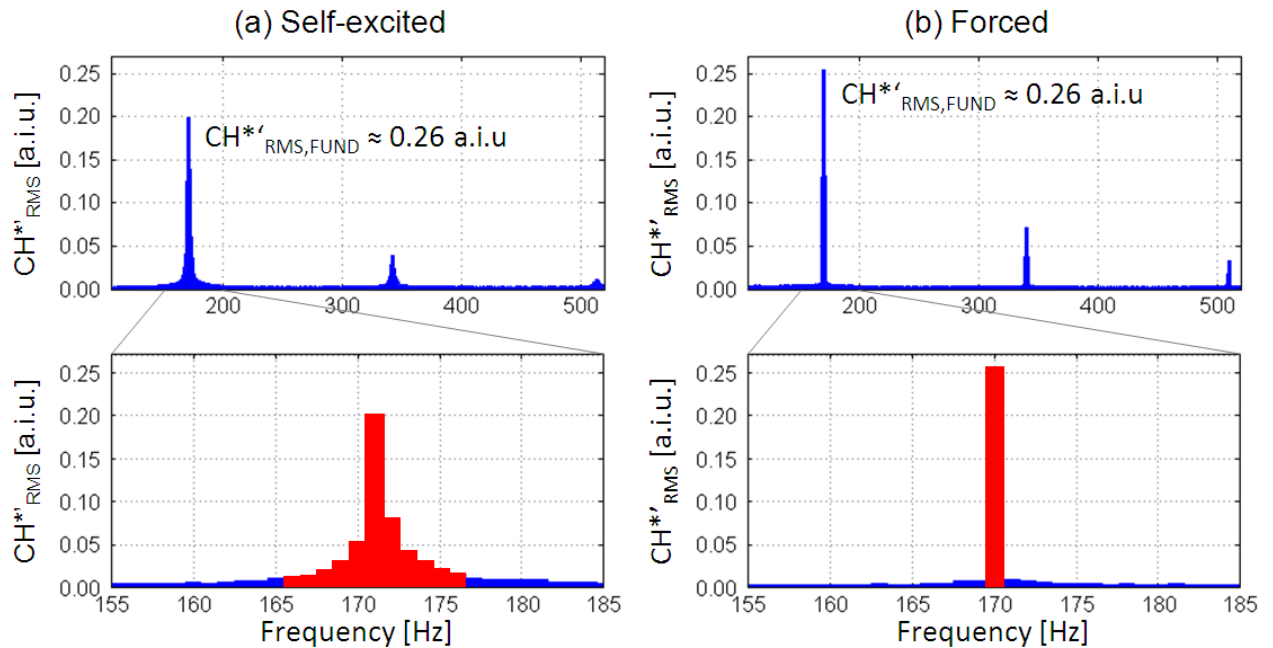 (a) Self-excited
CH*'RMS [a.i.u.]
0.25
0.20
0.15
0.10
0.05
0.00
CH*‘RMS,FUND ≈ 0.26 a.i.u
200 300 400 500
CH*'RMS [a.i.u.]
0.25
0.20
0.15
0.10
0.05
0.00
155 160 165 170 175 180 185
Frequency [Hz]
(b) Forced
CH*’RMS [a.i.u.]
0.25
0.20
0.15
0.10
0.05
0.00
CH*‘RMS,FUND ≈ 0.26 a.i.u
200 300 400 500
CH*’RMS [a.i.u.]
0.25
0.20
0.15
0.10
0.05
0.00
155 160 165 170 175 180 185
Frequency [Hz]